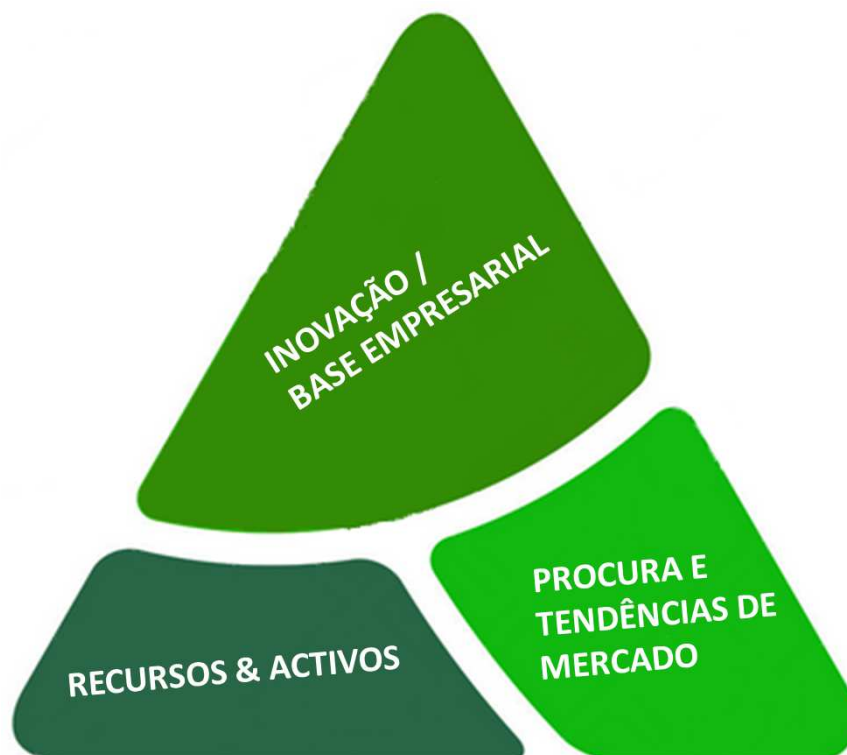 INOVAÇÃO /
BASE EMPRESARIAL
PROCURA E
TENDÊNCIAS DE
MERCADO
RECURSOS & ACTIVOS